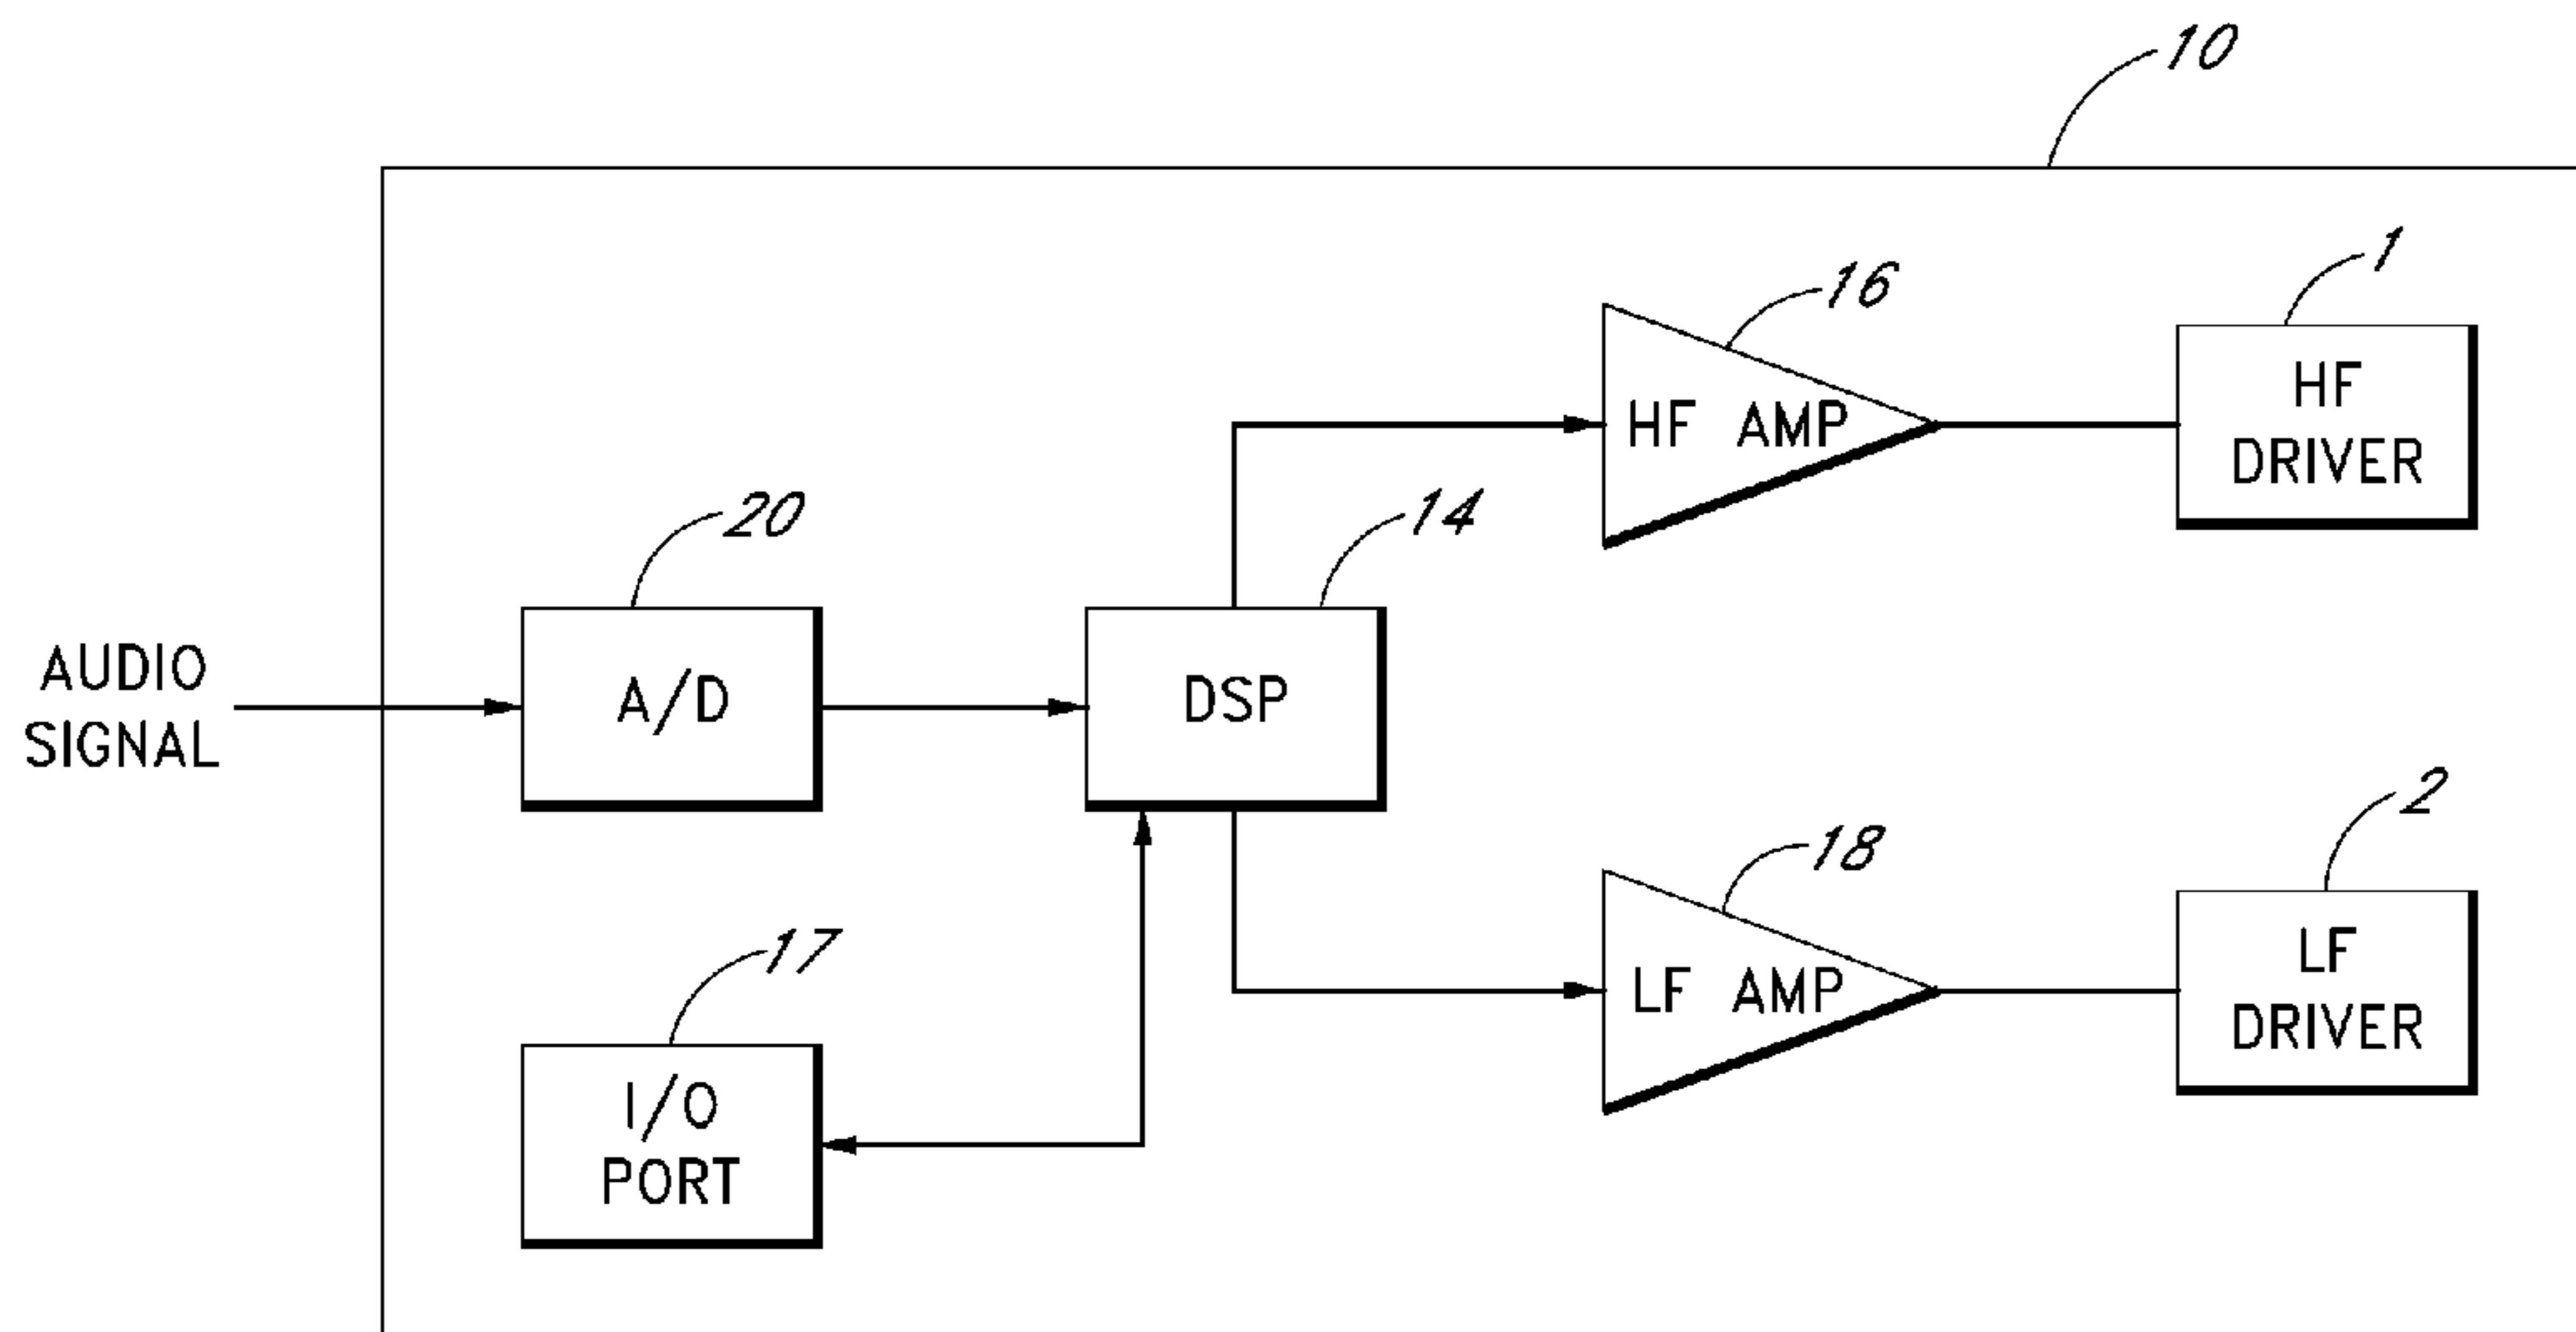 10
1
16
HF
DRIVER
HF AMP
20
14
AUDIO
SIGNAL
A/D
DSP
2
18
LF
DRIVER
LF AMP
17
I/O
PORT